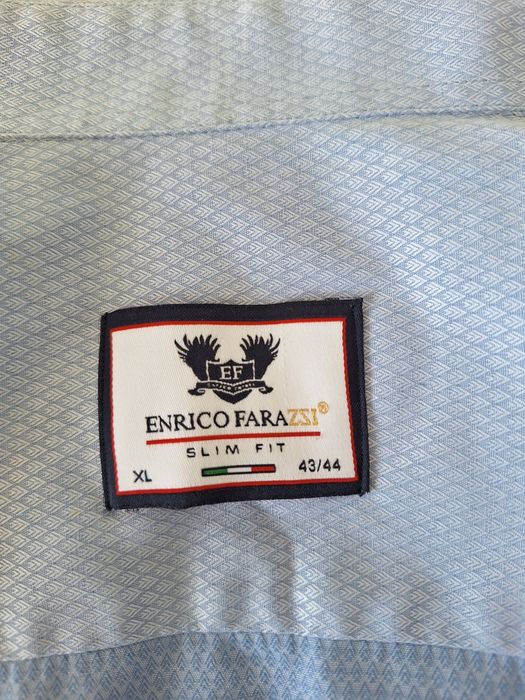 EF
ENRICO FARAZZI®
SLIM FIT
XL 43/44